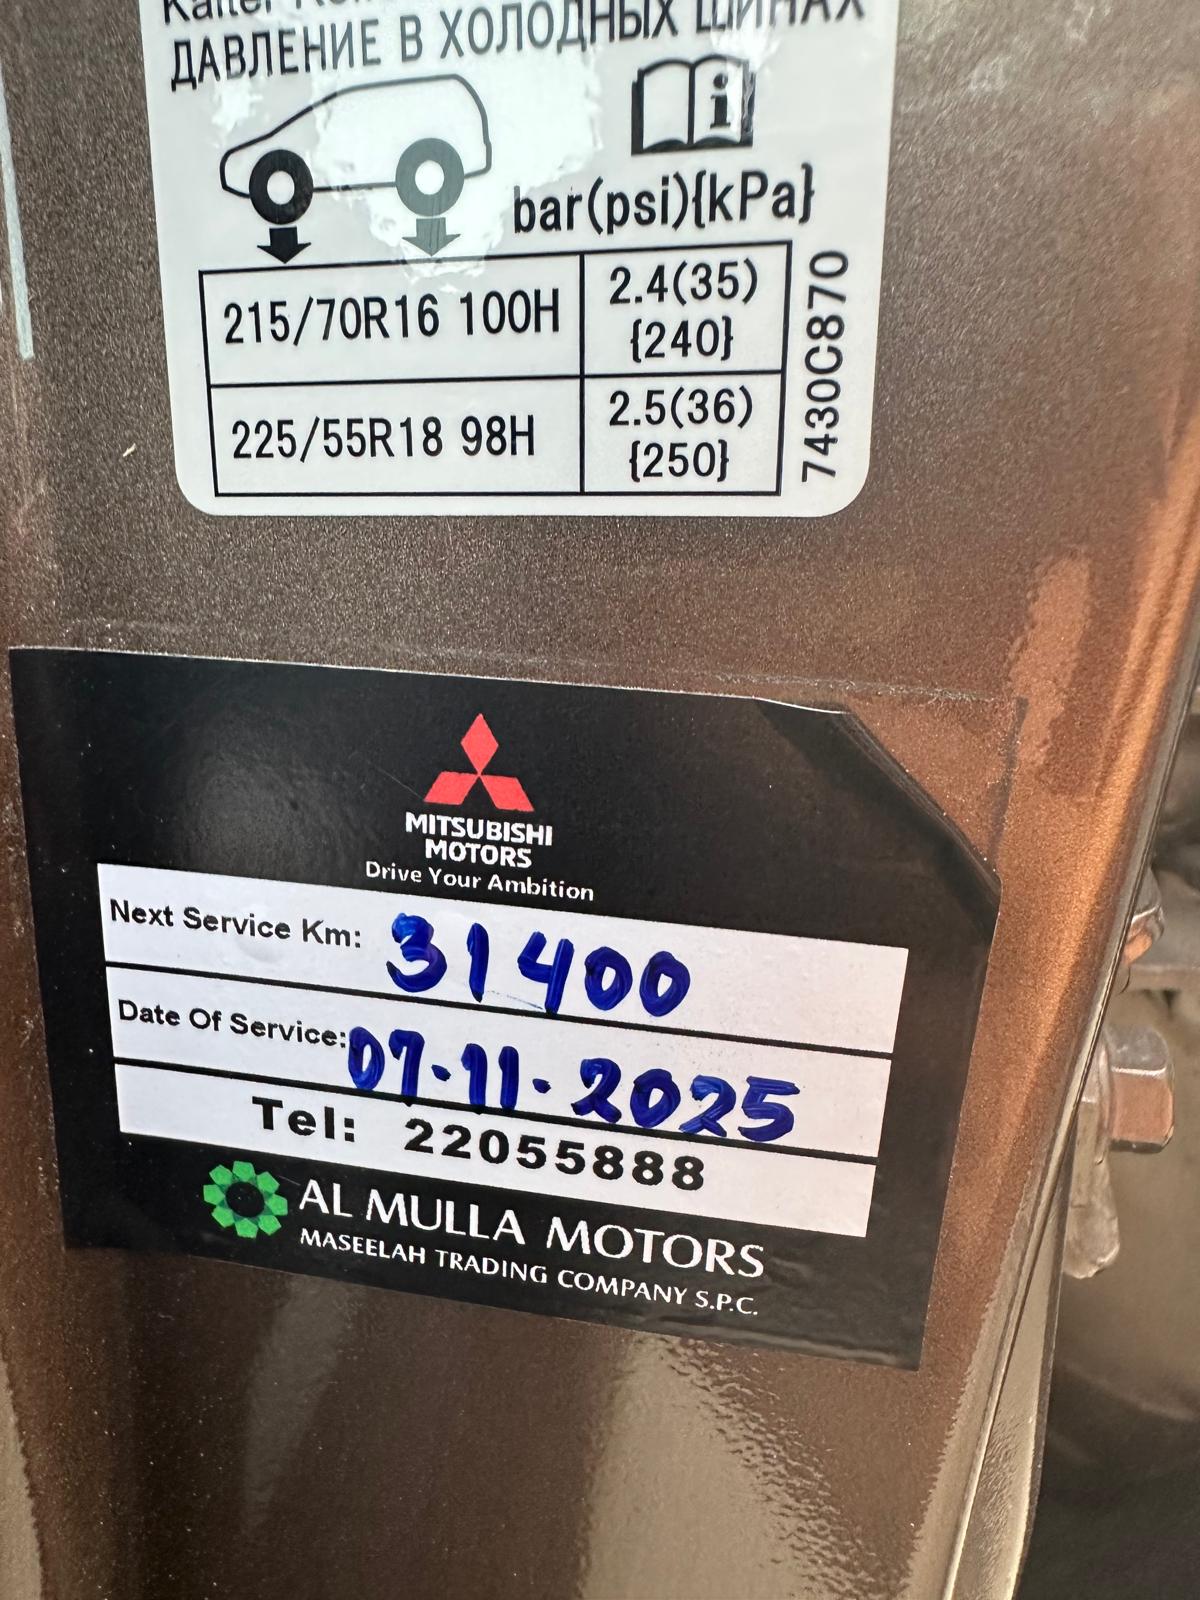 ДАВЛЕНИЕ В ХОЛОДНЫХ ШИНАХ
i
bar(psi){kPa}
215/70R16 100H 2.4(35) {240}
225/55R18 98H 2.5(36) {250}
7430C870
MITSUBISHI
MOTORS
Drive Your Ambition
Next Service Km: 31400
Date Of Service: 07-11-2025
Tel: 22055888
AL MULLA MOTORS
MASEELAH TRADING COMPANY S.P.C.